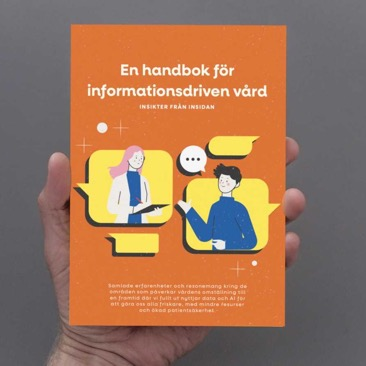 En handbok för
informationsdriven vård
INSIKTER FRÅN INSIDAN
Samlade erfarenheter och resonemang kring de
områden som påverkar vårdens omställning till
en framtid där vi fullt ut nyttjar data och AI för
att göra oss alla friskare, med mindre resurser
och ökad patientsäkerhet.